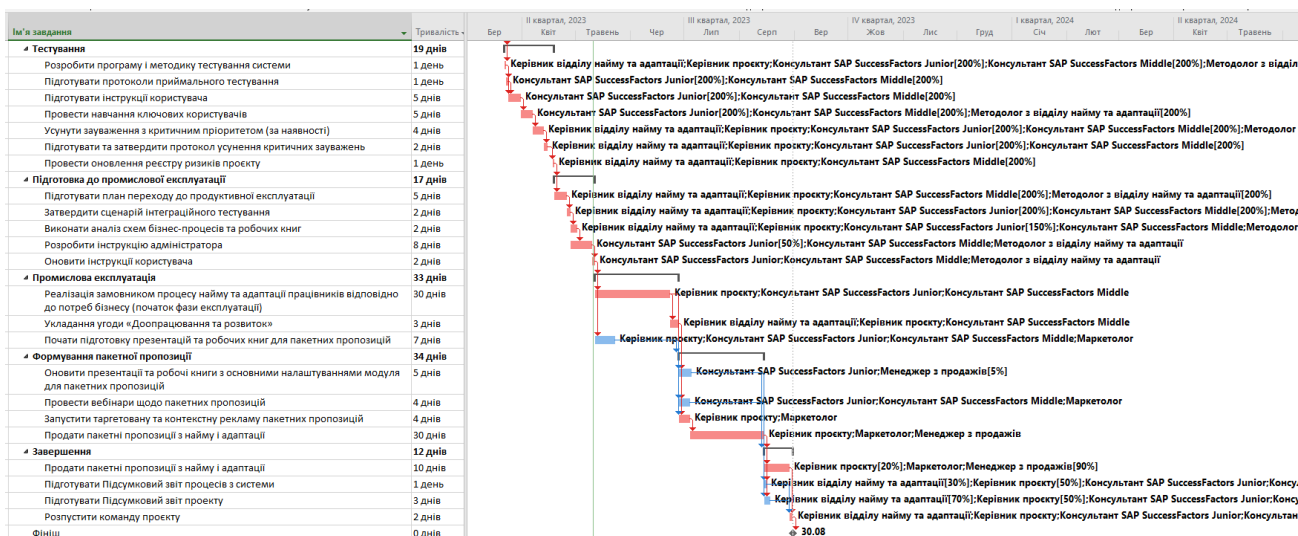 II квартал, 2023 III квартал, 2023 IV квартал, 2023 I квартал, 2024 II квартал, 2024
Ім'я завдання Тривалість Бер Квіт Травень Чер Лип Серп Вер Жов Лис Груд Січ Лют Бер Квіт Травень
Тестування 19 днів
Розробити програму і методику тестування системи 1 день Керівник відділу найму та адаптації;Керівник проєкту;Консультант SAP SuccessFactors Junior[200%];Консультант SAP SuccessFactors Middle[200%];Методолог з відділ
Підготувати протоколи приймального тестування 1 день Консультант SAP SuccessFactors Junior[200%];Консультант SAP SuccessFactors Middle[200%]
Підготувати інструкції користувача 5 днів Консультант SAP SuccessFactors Junior[200%];Консультант SAP SuccessFactors Middle[200%]
Провести навчання ключових користувачів 5 днів Консультант SAP SuccessFactors Junior[200%];Консультант SAP SuccessFactors Middle[200%];Методолог з відділу найму та адаптації[200%]
Усунути зауваження з критичним пріоритетом (за наявності) 4 днів Керівник відділу найму та адаптації;Керівник проєкту;Консультант SAP SuccessFactors Junior[200%];Консультант SAP SuccessFactors Middle[200%];Методолог
Підготувати та затвердити протокол усунення критичних зауважень 2 днів Керівник відділу найму та адаптації;Керівник проєкту;Консультант SAP SuccessFactors Junior[200%];Консультант SAP SuccessFactors Middle[200%]
Провести оновлення реєстру ризиків проєкту 1 день Керівник відділу найму та адаптації;Керівник проєкту;Консультант SAP SuccessFactors Middle[200%]
Підготовка до промислової експлуатації 17 днів
Підготувати план переходу до продуктивної експлуатації 5 днів Керівник відділу найму та адаптації;Керівник проєкту;Консультант SAP SuccessFactors Middle[200%];Методолог з відділу найму та адаптації[200%]
Затвердити сценарій інтеграційного тестування 2 днів Керівник відділу найму та адаптації;Керівник проєкту;Консультант SAP SuccessFactors Junior[200%];Консультант SAP SuccessFactors Middle[200%];Метод
Виконати аналіз схем бізнес-процесів та робочих книг 2 днів Керівник відділу найму та адаптації;Керівник проєкту;Консультант SAP SuccessFactors Junior[150%];Консультант SAP SuccessFactors Middle;Методолог
Розробити інструкцію адміністратора 8 днів Консультант SAP SuccessFactors Junior[50%];Консультант SAP SuccessFactors Middle;Методолог з відділу найму та адаптації
Оновити інструкції користувача 2 днів Консультант SAP SuccessFactors Junior;Консультант SAP SuccessFactors Middle;Методолог з відділу найму та адаптації
Промислова експлуатація 33 днів
Реалізація замовником процесу найму та адаптації працівників відповідно 30 днів Керівник проєкту;Консультант SAP SuccessFactors Junior;Консультант SAP SuccessFactors Middle
до потреб бізнесу (початок фази експлуатації)
Укладання угоди «Доопрацювання та розвиток» 3 днів Керівник відділу найму та адаптації;Керівник проєкту;Консультант SAP SuccessFactors Middle
Почати підготовку презентацій та робочих книг для пакетних пропозицій 7 днів Керівник проєкту;Консультант SAP SuccessFactors Junior;Консультант SAP SuccessFactors Middle;Маркетолог
Формування пакетної пропозиції 34 днів
Оновити презентації та робочі книги з основними налаштуваннями модуля 5 днів Консультант SAP SuccessFactors Junior;Менеджер з продажів[5%]
для пакетних пропозицій
Провести вебінари щодо пакетних пропозицій 4 днів Консультант SAP SuccessFactors Junior;Консультант SAP SuccessFactors Middle;Маркетолог
Запустити таргетовану та контекстну рекламу пакетних пропозицій 4 днів Керівник проєкту;Маркетолог
Продати пакетні пропозиції з найму і адаптації 30 днів Керівник проєкту;Маркетолог;Менеджер з продажів
Завершення 12 днів
Продати пакетні пропозиції з найму і адаптації 10 днів Керівник проєкту[20%];Маркетолог;Менеджер з продажів[90%]
Підготувати Підсумковий звіт процесів з системи 1 день Керівник відділу найму та адаптації[30%];Керівник проєкту[50%];Консультант SAP SuccessFactors Junior;Конс
Підготувати Підсумковий звіт проекту 3 днів Керівник відділу найму та адаптації[70%];Керівник проєкту[50%];Консультант SAP SuccessFactors Junior;Конс
Розпустити команду проєкту 2 днів Керівник відділу найму та адаптації;Керівник проєкту;Консультант SAP SuccessFactors Junior;Консультан
Фініш 0 днів 30.08